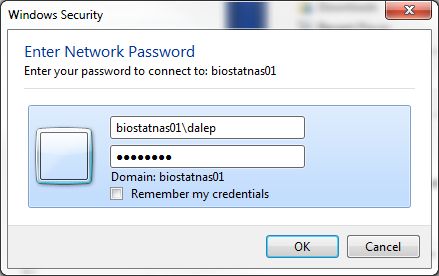 Windows Security
Enter Network Password
Enter your password to connect to: biostatnas01
biostatnas01\dalep
●●●●●●●●
Domain: biostatnas01
Remember my credentials
OK
Cancel